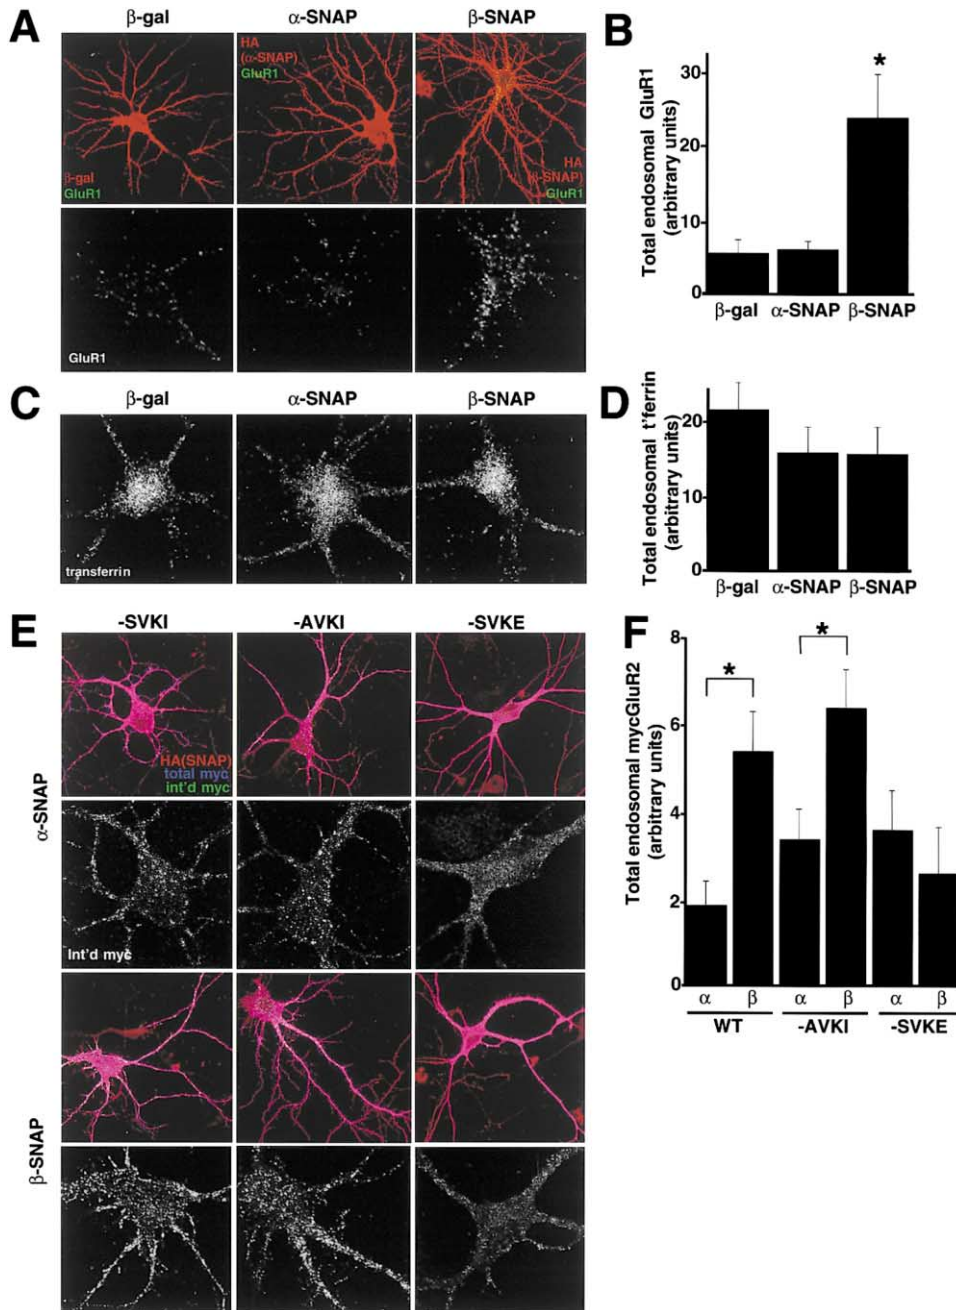 A
β-gal
α-SNAP
β-SNAP
β-gal
GluR1
HA
(α-SNAP)
GluR1
HA
(β-SNAP)
GluR1
GluR1
B
Total endosomal GluR1
(arbitrary units)
30
20
10
0
*
β-gal
α-SNAP
β-SNAP
C
β-gal
α-SNAP
β-SNAP
transferrin
D
Total endosomal t'ferrin
(arbitrary units)
20
10
0
β-gal
α-SNAP
β-SNAP
E
-SVKI
-AVKI
-SVKE
α-SNAP
HA(SNAP)
total myc
int'd myc
Int'd myc
β-SNAP
F
Total endosomal mycGluR2
(arbitrary units)
8
6
4
2
0
*
*
α β α β α β
WT -AVKI -SVKE